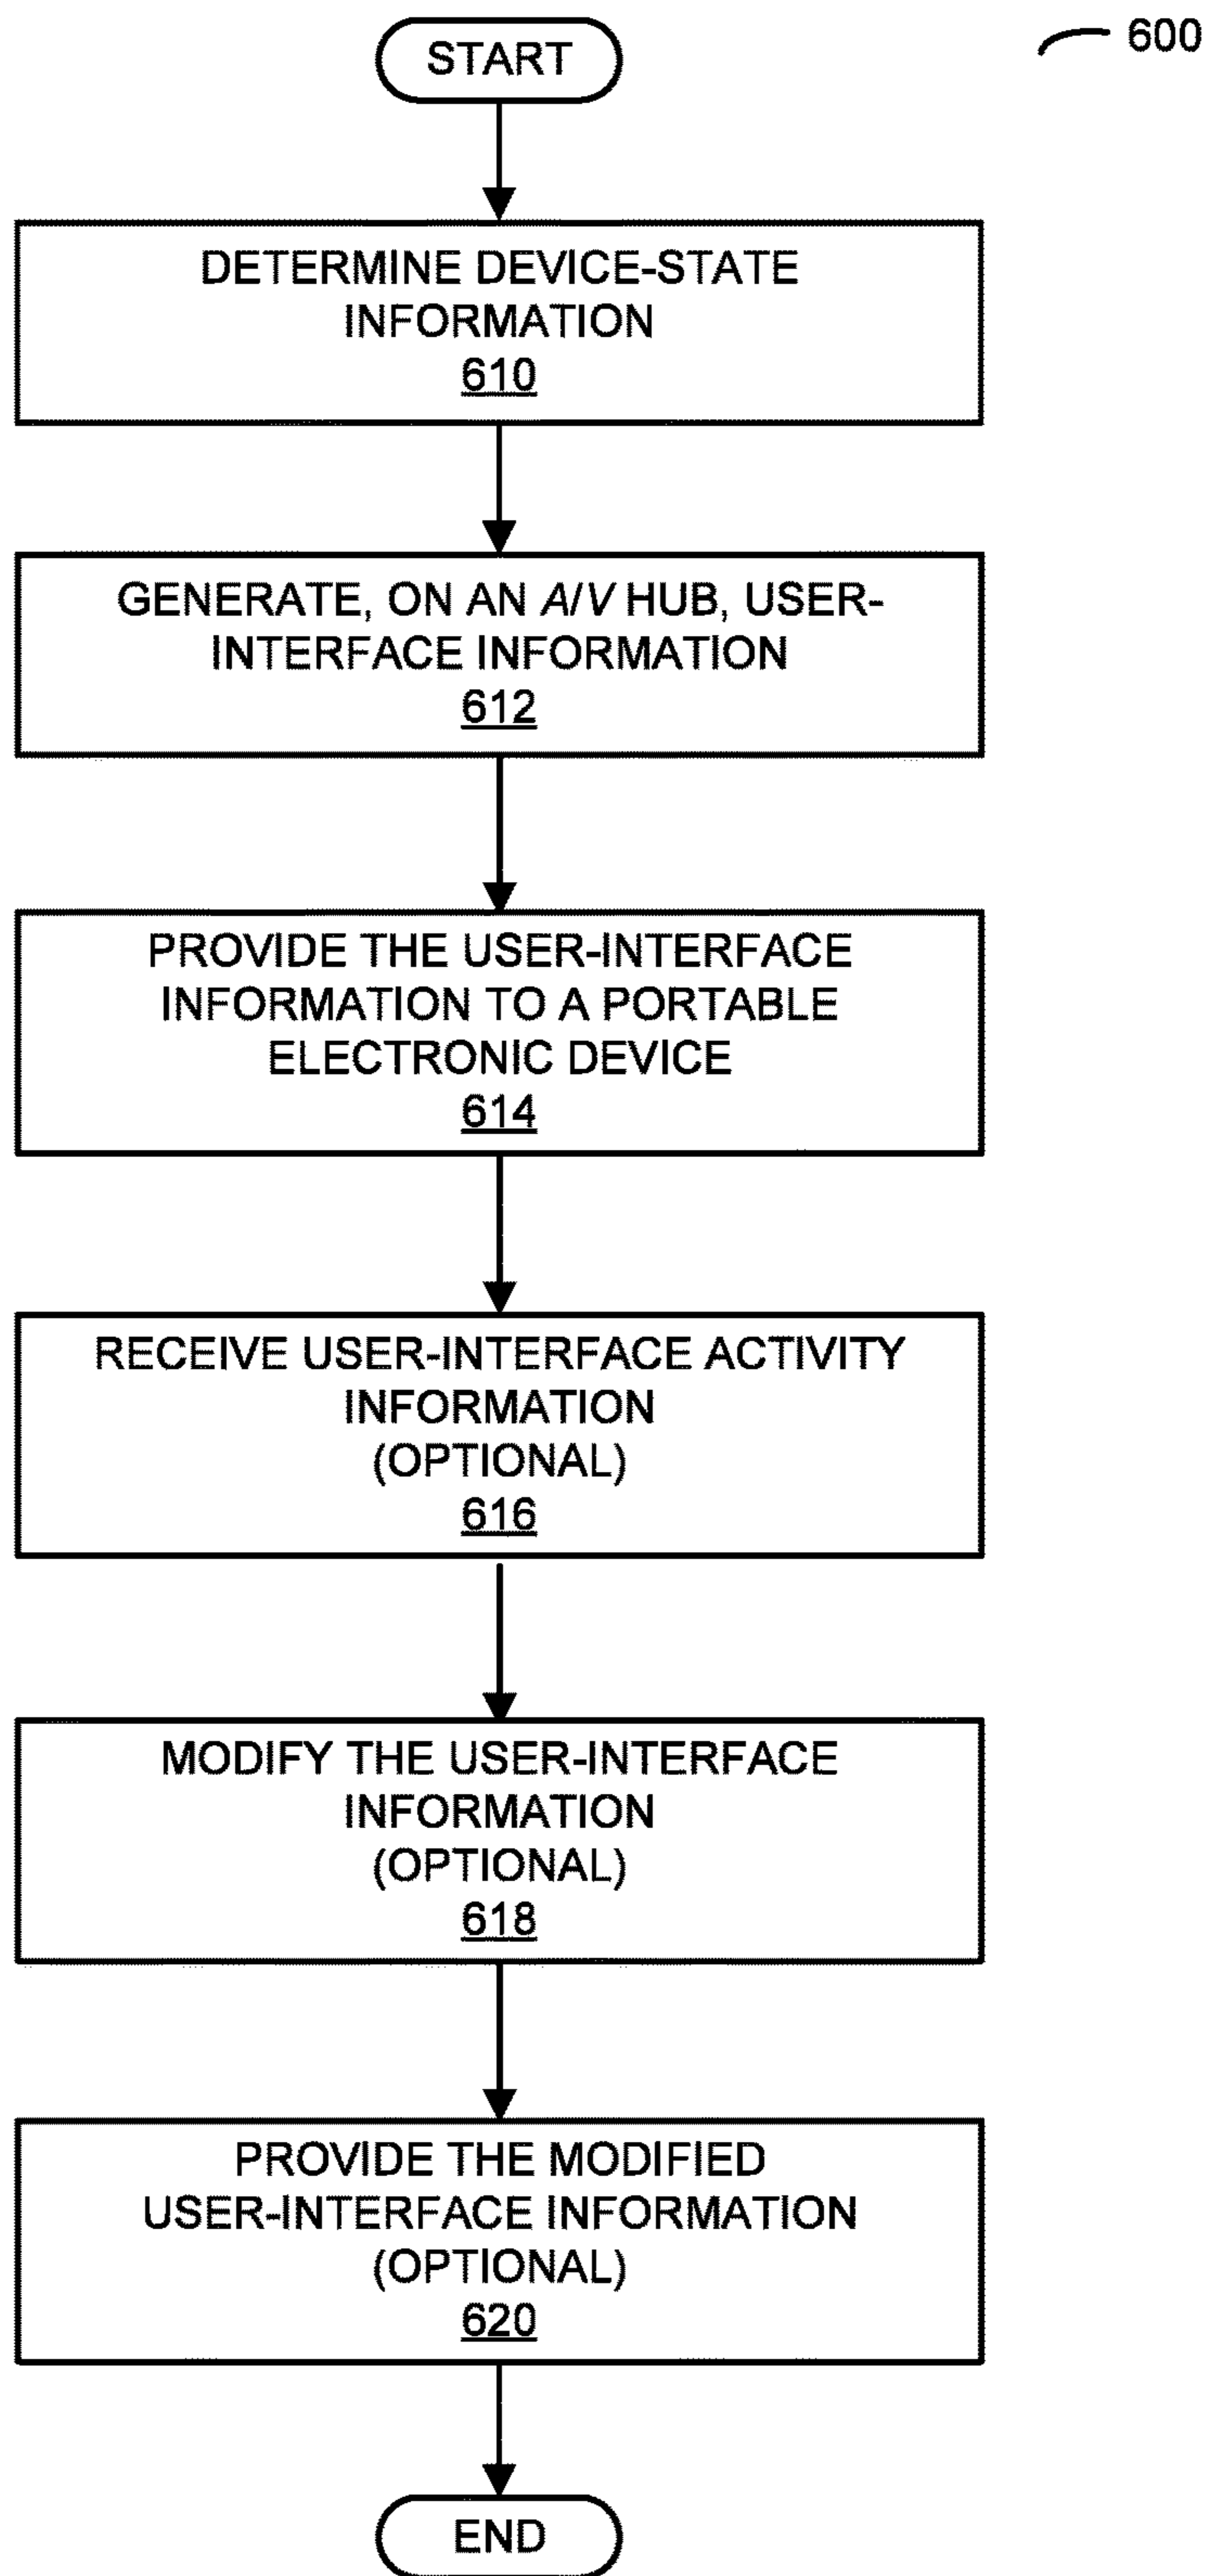 START
600
DETERMINE DEVICE-STATE
INFORMATION
610
GENERATE, ON AN A/V HUB, USER-
INTERFACE INFORMATION
612
PROVIDE THE USER-INTERFACE
INFORMATION TO A PORTABLE
ELECTRONIC DEVICE
614
RECEIVE USER-INTERFACE ACTIVITY
INFORMATION
(OPTIONAL)
616
MODIFY THE USER-INTERFACE
INFORMATION
(OPTIONAL)
618
PROVIDE THE MODIFIED
USER-INTERFACE INFORMATION
(OPTIONAL)
620
END